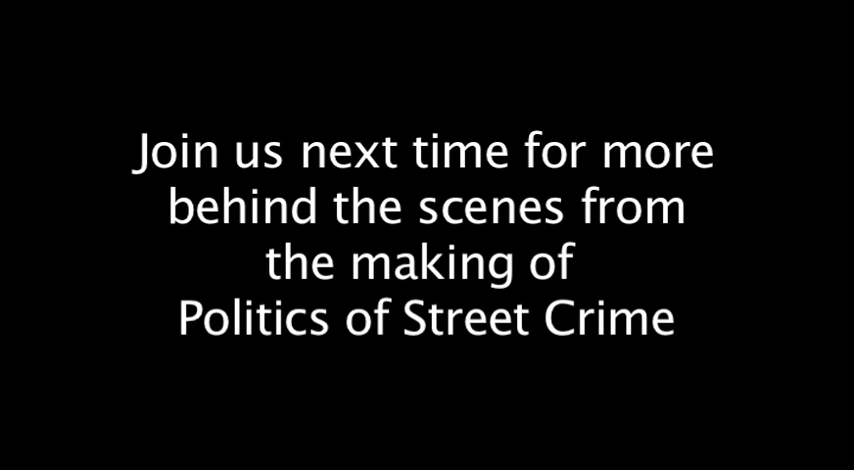 Join us next time for more
behind the scenes from
the making of
Politics of Street Crime